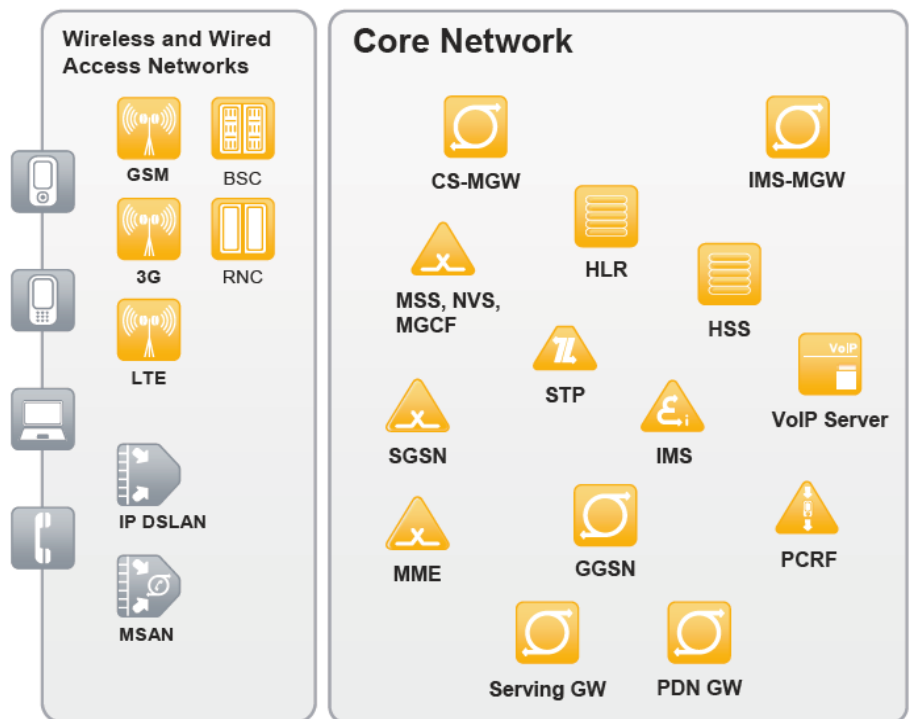 Wireless and Wired
Access Networks
GSM
BSC
3G
RNC
LTE
IP DSLAN
MSAN
Core Network
CS-MGW
IMS-MGW
HLR
MSS, NVS,
MGCF
HSS
STP
VoIP
VoIP Server
SGSN
IMS
MME
GGSN
PCRF
Serving GW
PDN GW